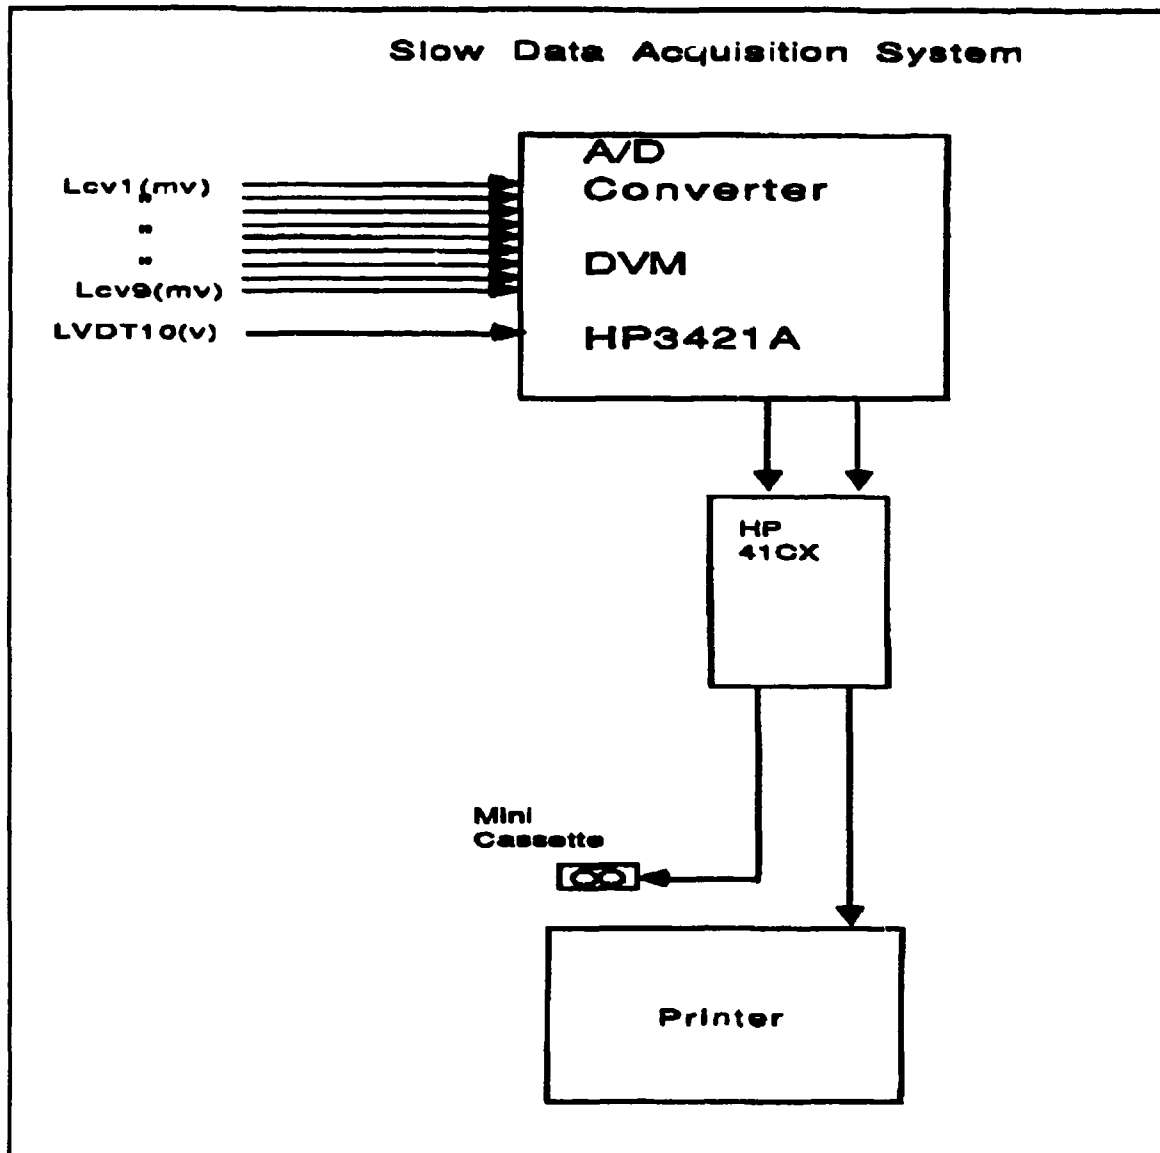 Slow Data Acquisition System
A/D
Converter
DVM
HP3421A
Lcv1(mv)
"
"
"
Lcv9(mv)
LVDT10(v)
HP
41CX
Mini
Cassette
Printer